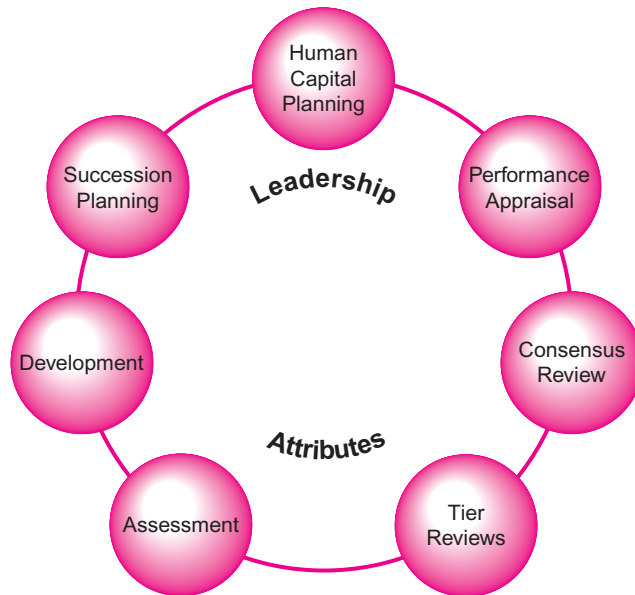 Human
Capital
Planning
Succession
Planning
Leadership
Performance
Appraisal
Development
Consensus
Review
Attributes
Assessment
Tier
Reviews